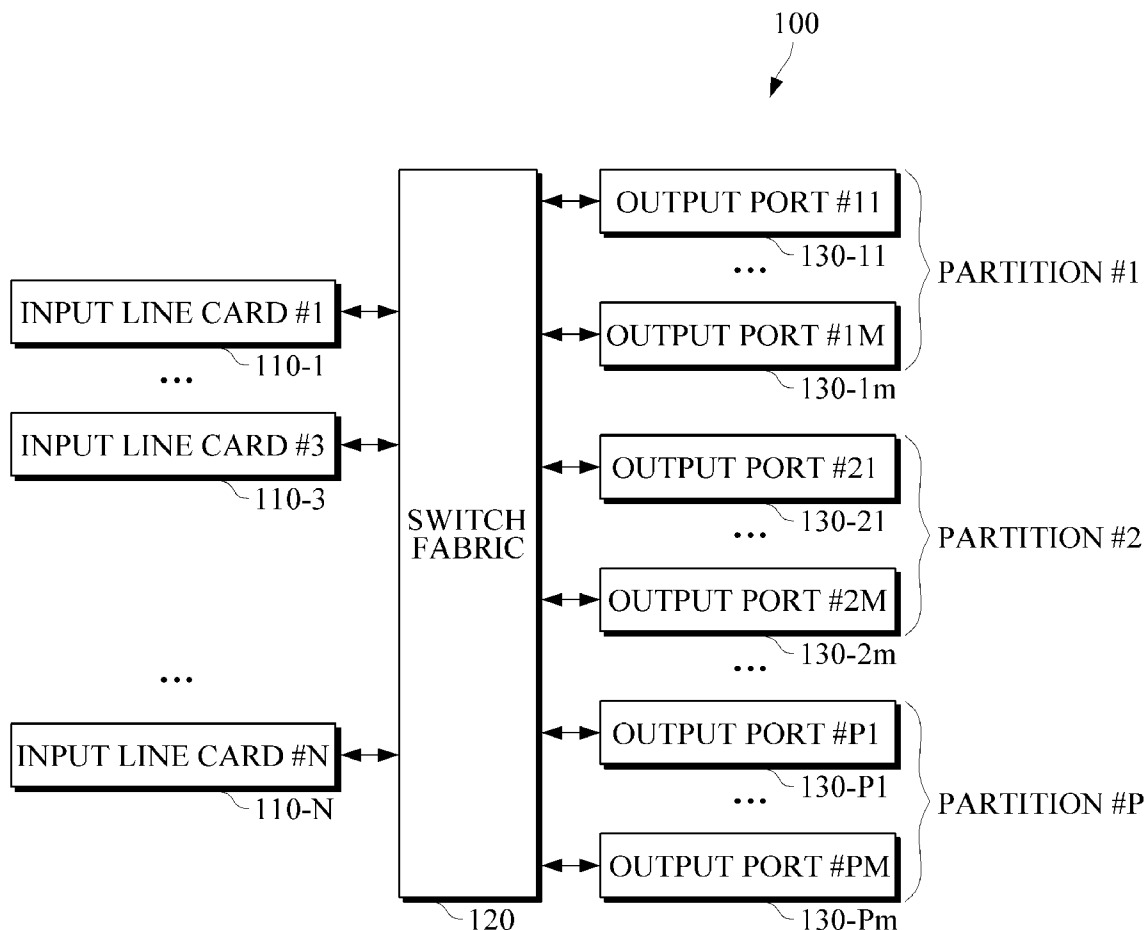 100
INPUT LINE CARD #1
110-1
...
INPUT LINE CARD #3
110-3
...
INPUT LINE CARD #N
110-N
SWITCH
FABRIC
120
OUTPUT PORT #11
130-11
...
OUTPUT PORT #1M
130-1m
PARTITION #1
OUTPUT PORT #21
130-21
...
OUTPUT PORT #2M
130-2m
PARTITION #2
...
OUTPUT PORT #P1
130-P1
...
OUTPUT PORT #PM
130-Pm
PARTITION #P